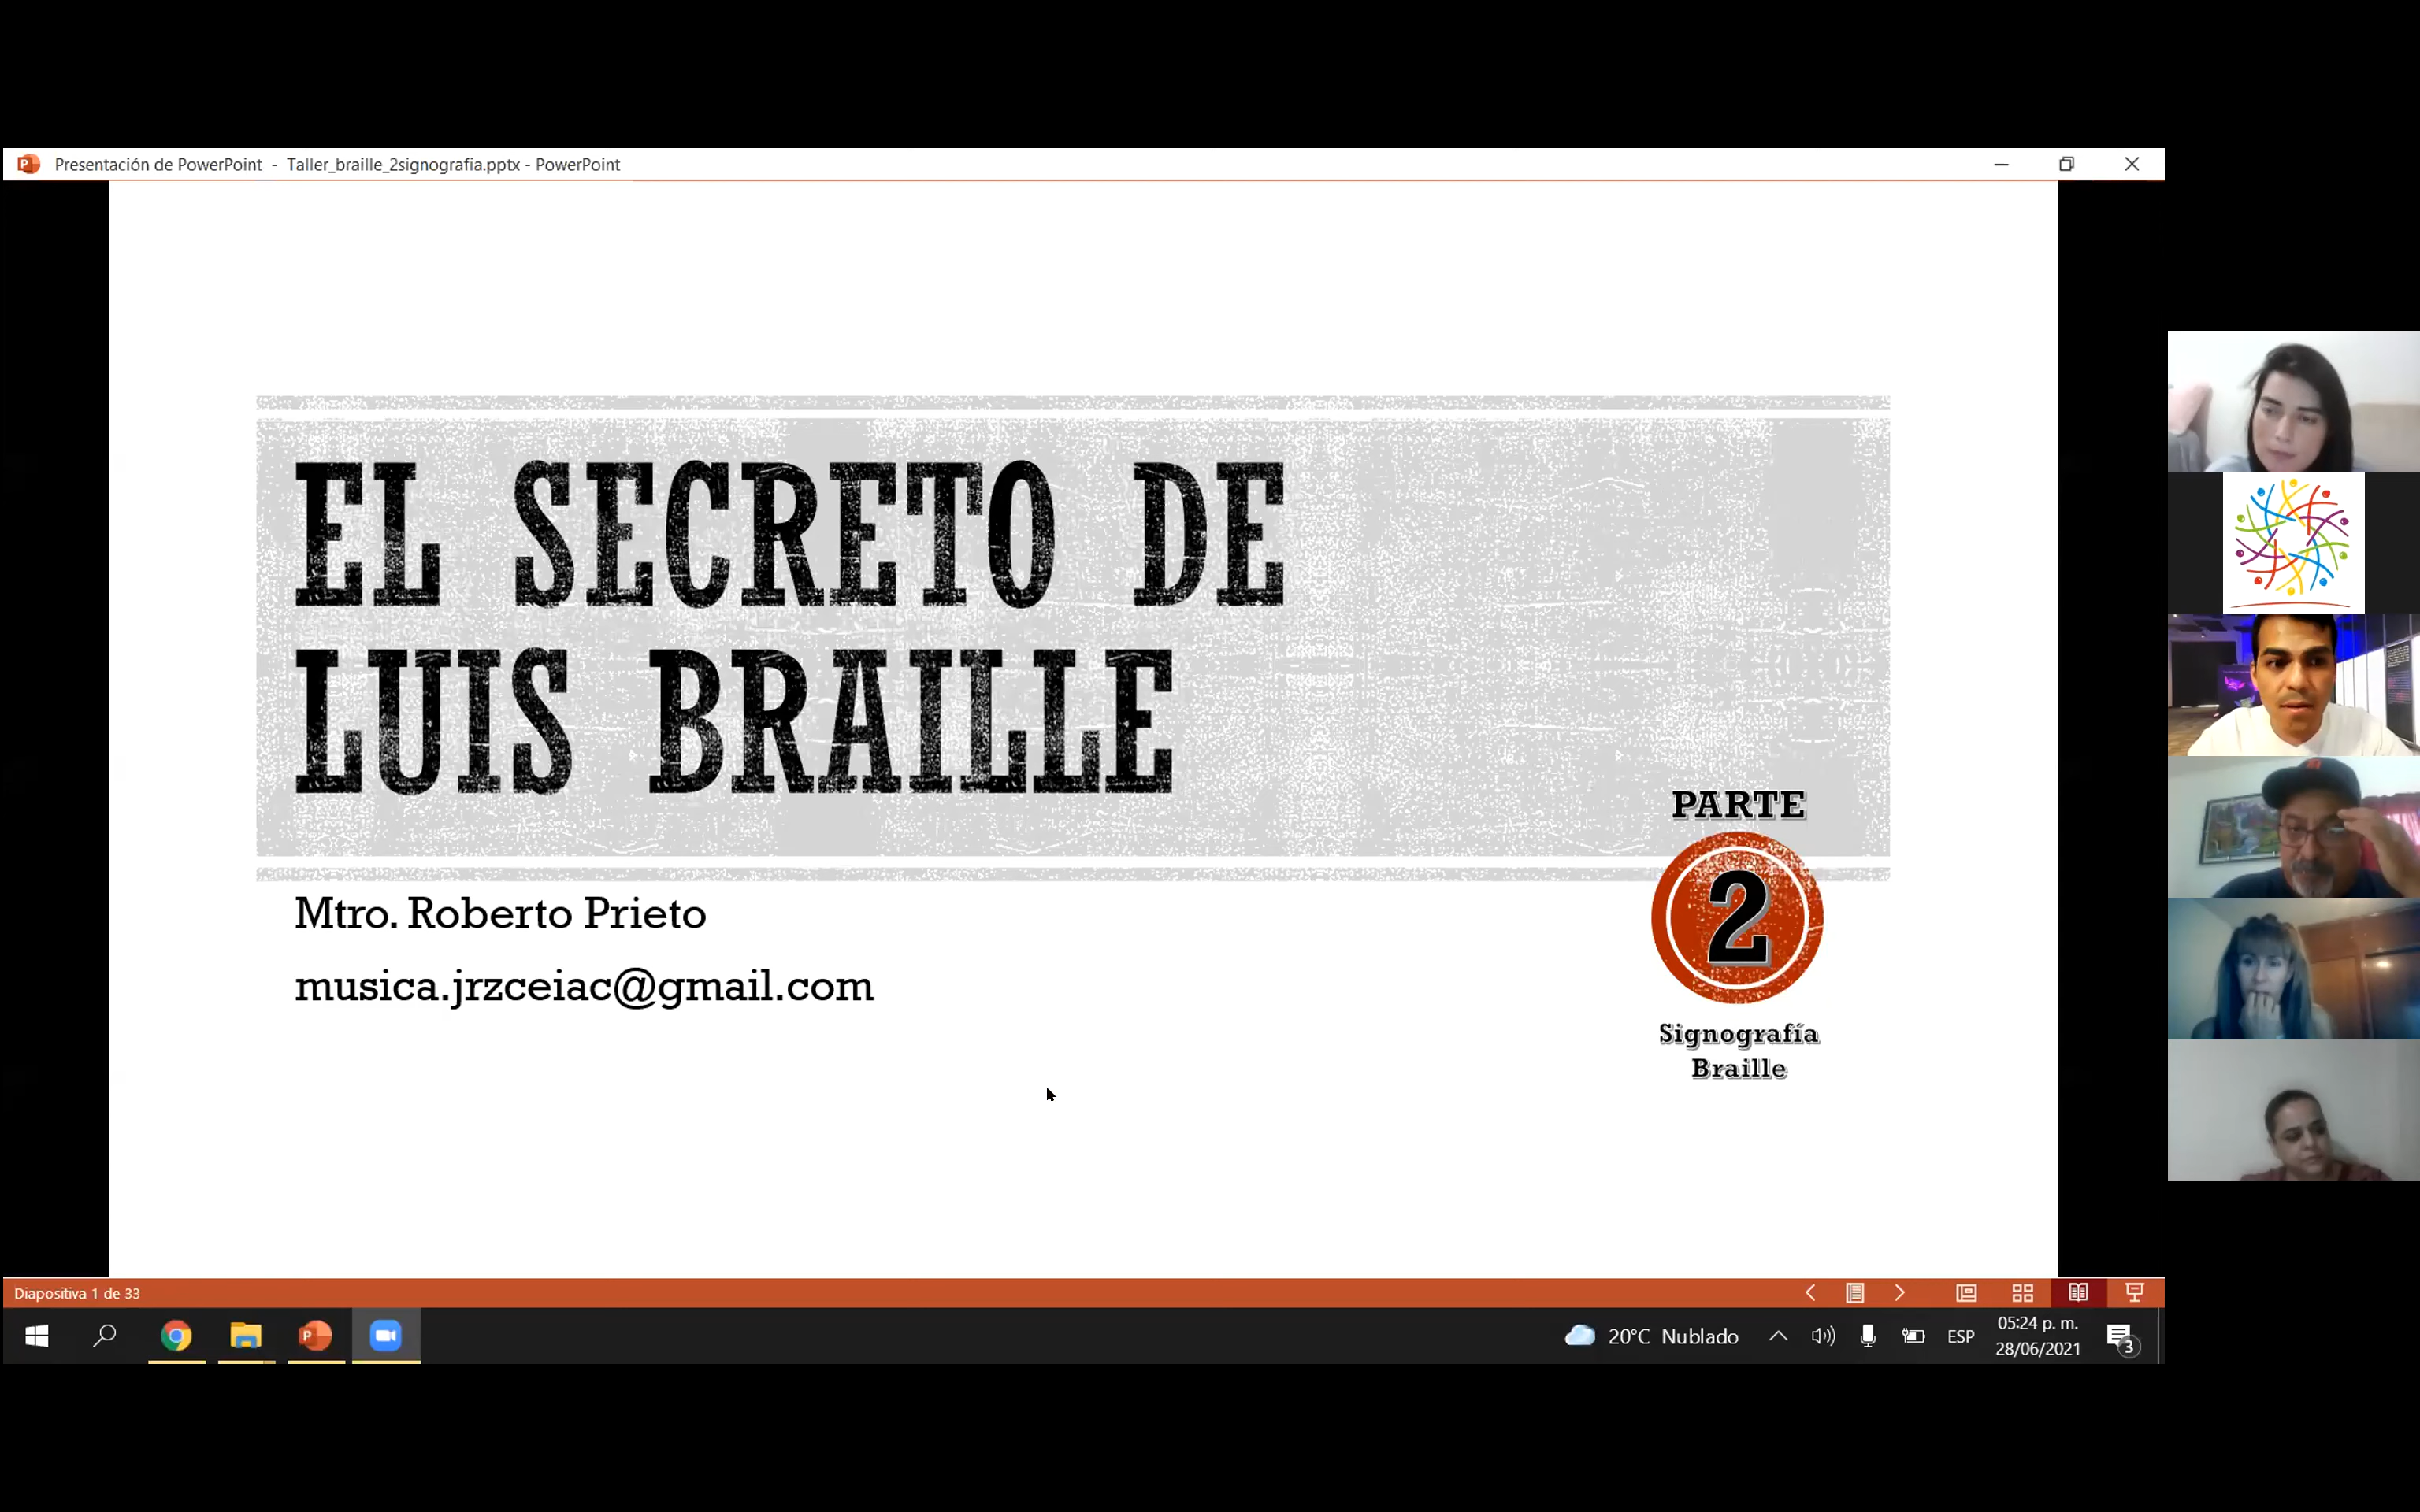 Presentación de PowerPoint - Taller_braille_2signografia.pptx - PowerPoint
EL SECRETO DE
LUIS BRAILLE
PARTE
2
Mtro. Roberto Prieto
musica.jrzceiac@gmail.com
Signografía
Braille
Diapositiva 1 de 33
20°C Nublado
ESP
05:24 p. m.
28/06/2021
3